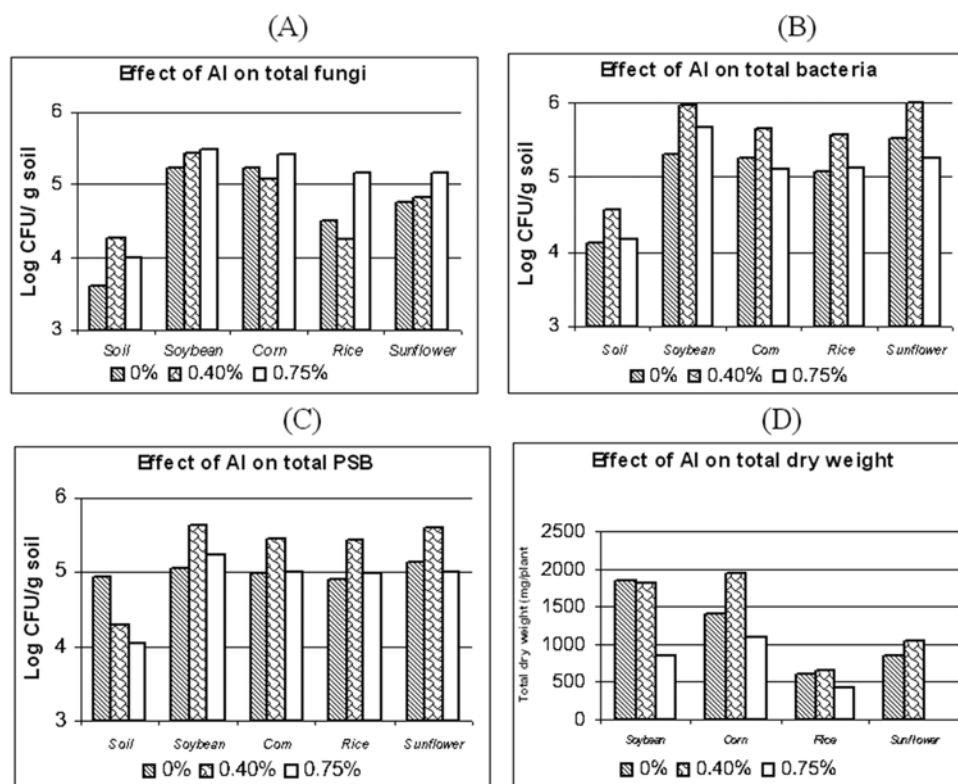 (A)
Effect of Al on total fungi
Log CFU/ g soil
6
5
4
3
Soil Soybean Corn Rice Sunflower
0% 0.40% 0.75%
(B)
Effect of Al on total bacteria
Log CFU/g soil
6
5
4
3
Soil Soybean Corn Rice Sunflower
0% 0.40% 0.75%
(C)
Effect of Al on total PSB
Log CFU/g soil
6
5
4
3
Soil Soybean Corn Rice Sunflower
0% 0.40% 0.75%
(D)
Effect of Al on total dry weight
Total dry weight (mg/plant
2500
2000
1500
1000
500
0
Soybean Corn Rice Sunflower
0% 0.40% 0.75%